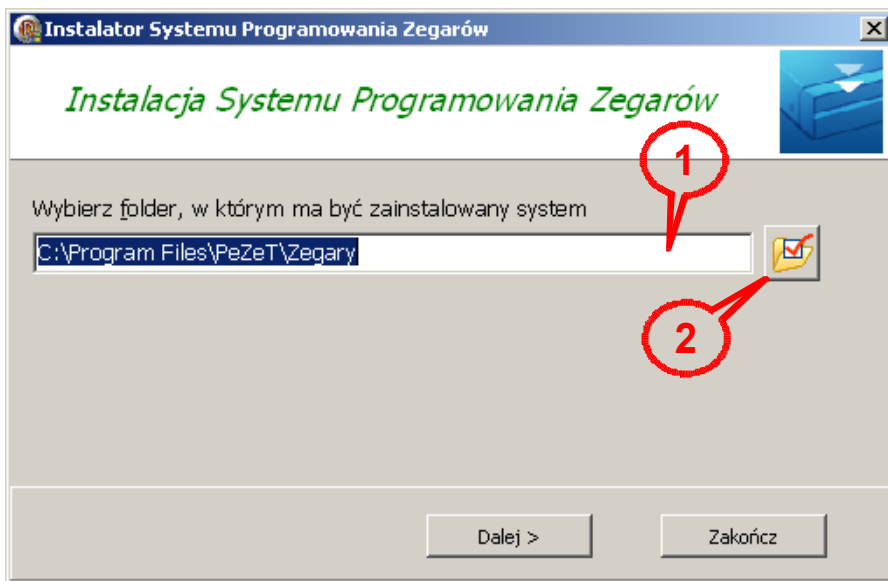 Instalator Systemu Programowania Zegarów
Instalacja Systemu Programowania Zegarów
1
Wybierz folder, w którym ma być zainstalowany system
C:\Program Files\PeZeT\Zegary
2
Dalej >
Zakończ